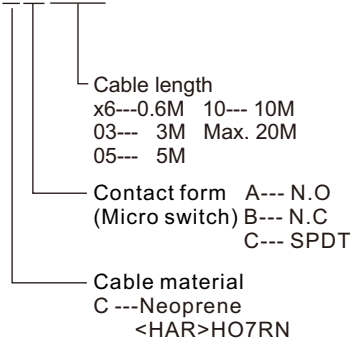 Cable length
x6---0.6M 10--- 10M
03--- 3M Max. 20M
05--- 5M
Contact form A--- N.O
(Micro switch) B--- N.C
C--- SPDT
Cable material
C ---Neoprene
<HAR>HO7RN